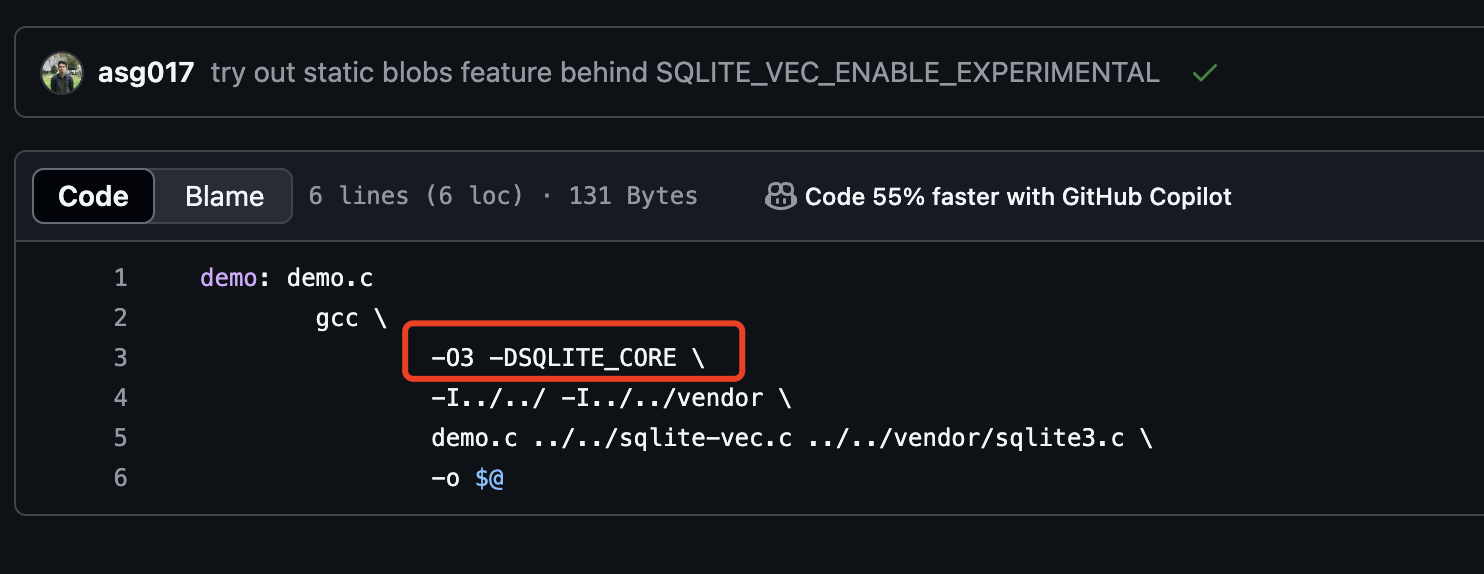 asg017 try out static blobs feature behind SQLITE_VEC_ENABLE_EXPERIMENTAL
Code Blame 6 lines (6 loc) · 131 Bytes Code 55% faster with GitHub Copilot
1 demo: demo.c
2 gcc \
3 -O3 -DSQLITE_CORE \
4 -I../../ -I../../vendor \
5 demo.c ../../sqlite-vec.c ../../vendor/sqlite3.c \
6 -o $@